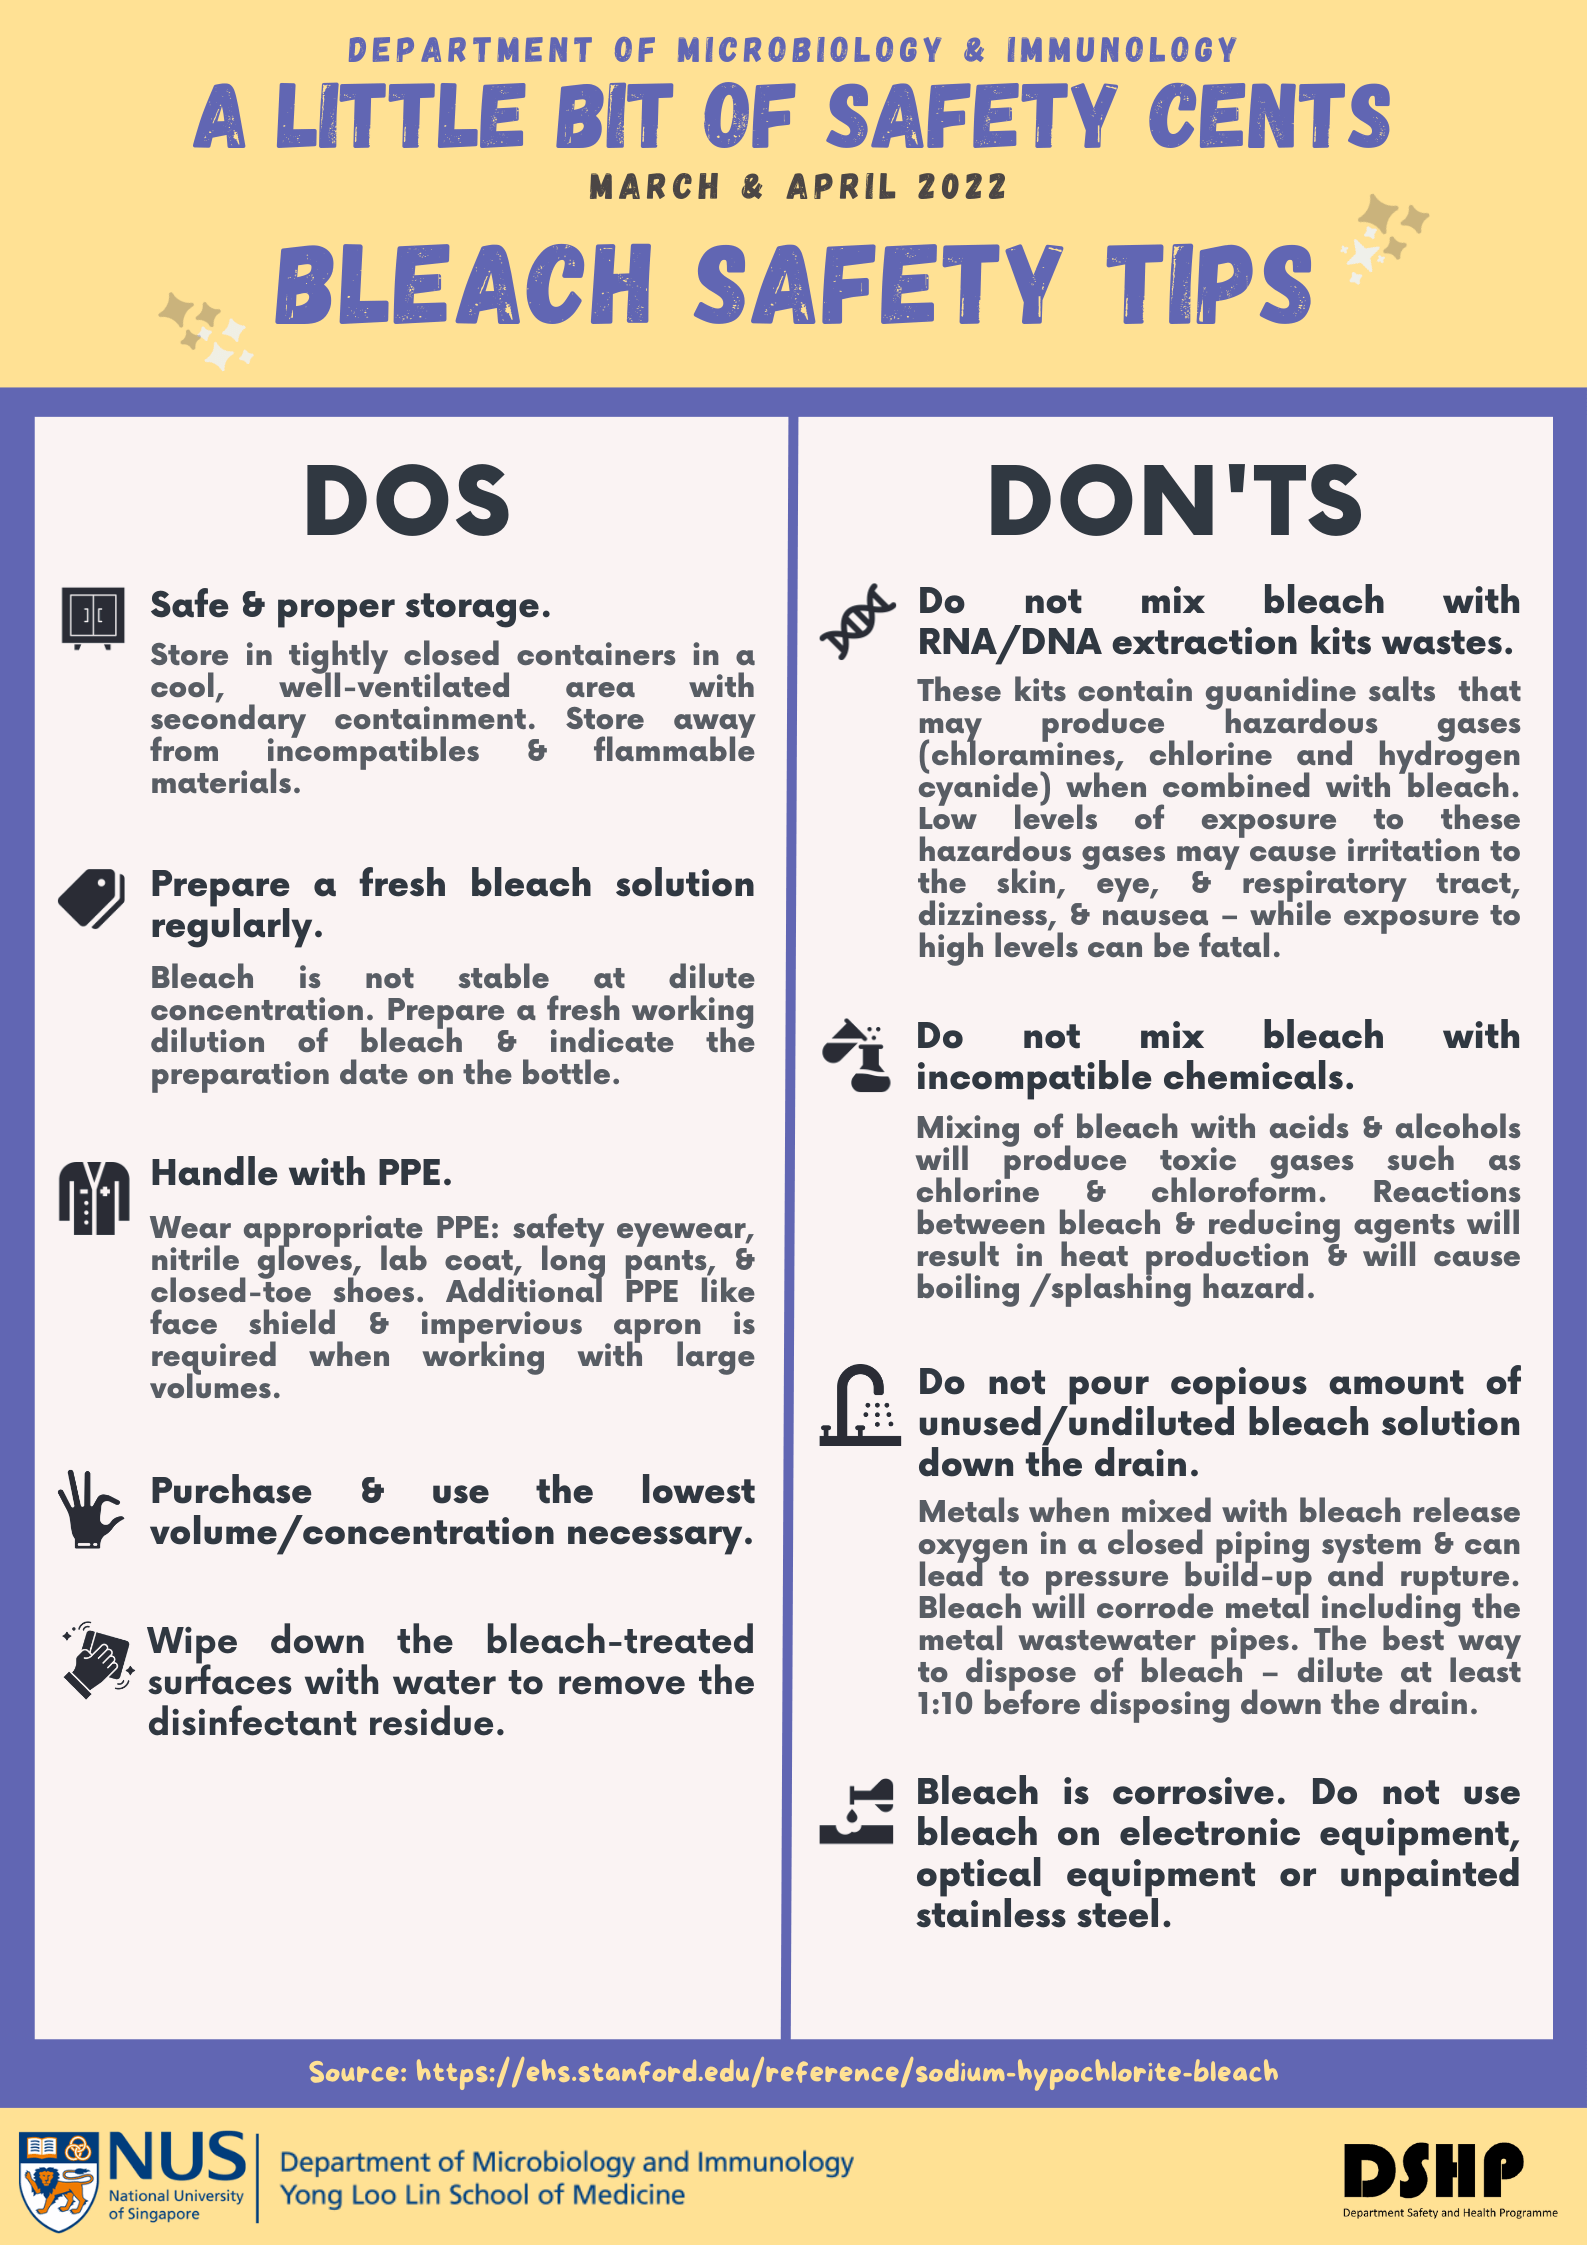 DEPARTMENT OF MICROBIOLOGY & IMMUNOLOGY
A LITTLE BIT OF SAFETY CENTS
MARCH & APRIL 2022
BLEACH SAFETY TIPS
DOS
Safe & proper storage.
Store in tightly closed containers in a
cool, well-ventilated area with
secondary containment. Store away
from incompatibles & flammable
materials.
Prepare a fresh bleach solution
regularly.
Bleach is not stable at dilute
concentration. Prepare a fresh working
dilution of bleach & indicate the
preparation date on the bottle.
Handle with PPE.
Wear appropriate PPE: safety eyewear,
nitrile gloves, lab coat, long pants, &
closed-toe shoes. Additional PPE like
face shield & impervious apron is
required when working with large
volumes.
Purchase & use the lowest
volume/concentration necessary.
Wipe down the bleach-treated
surfaces with water to remove the
disinfectant residue.
DON'TS
Do not mix bleach with
RNA/DNA extraction kits wastes.
These kits contain guanidine salts that
may produce hazardous gases
(chloramines, chlorine and hydrogen
cyanide) when combined with bleach.
Low levels of exposure to these
hazardous gases may cause irritation to
the skin, eye, & respiratory tract,
dizziness, & nausea – while exposure to
high levels can be fatal.
Do not mix bleach with
incompatible chemicals.
Mixing of bleach with acids & alcohols
will produce toxic gases such as
chlorine & chloroform. Reactions
between bleach & reducing agents will
result in heat production & will cause
boiling /splashing hazard.
Do not pour copious amount of
unused/undiluted bleach solution
down the drain.
Metals when mixed with bleach release
oxygen in a closed piping system & can
lead to pressure build-up and rupture.
Bleach will corrode metal including the
metal wastewater pipes. The best way
to dispose of bleach – dilute at least
1:10 before disposing down the drain.
Bleach is corrosive. Do not use
bleach on electronic equipment,
optical equipment or unpainted
stainless steel.
Source: https://ehs.stanford.edu/reference/sodium-hypochlorite-bleach
NUS
National University
of Singapore
Department of Microbiology and Immunology
Yong Loo Lin School of Medicine
DSHP
Department Safety and Health Programme